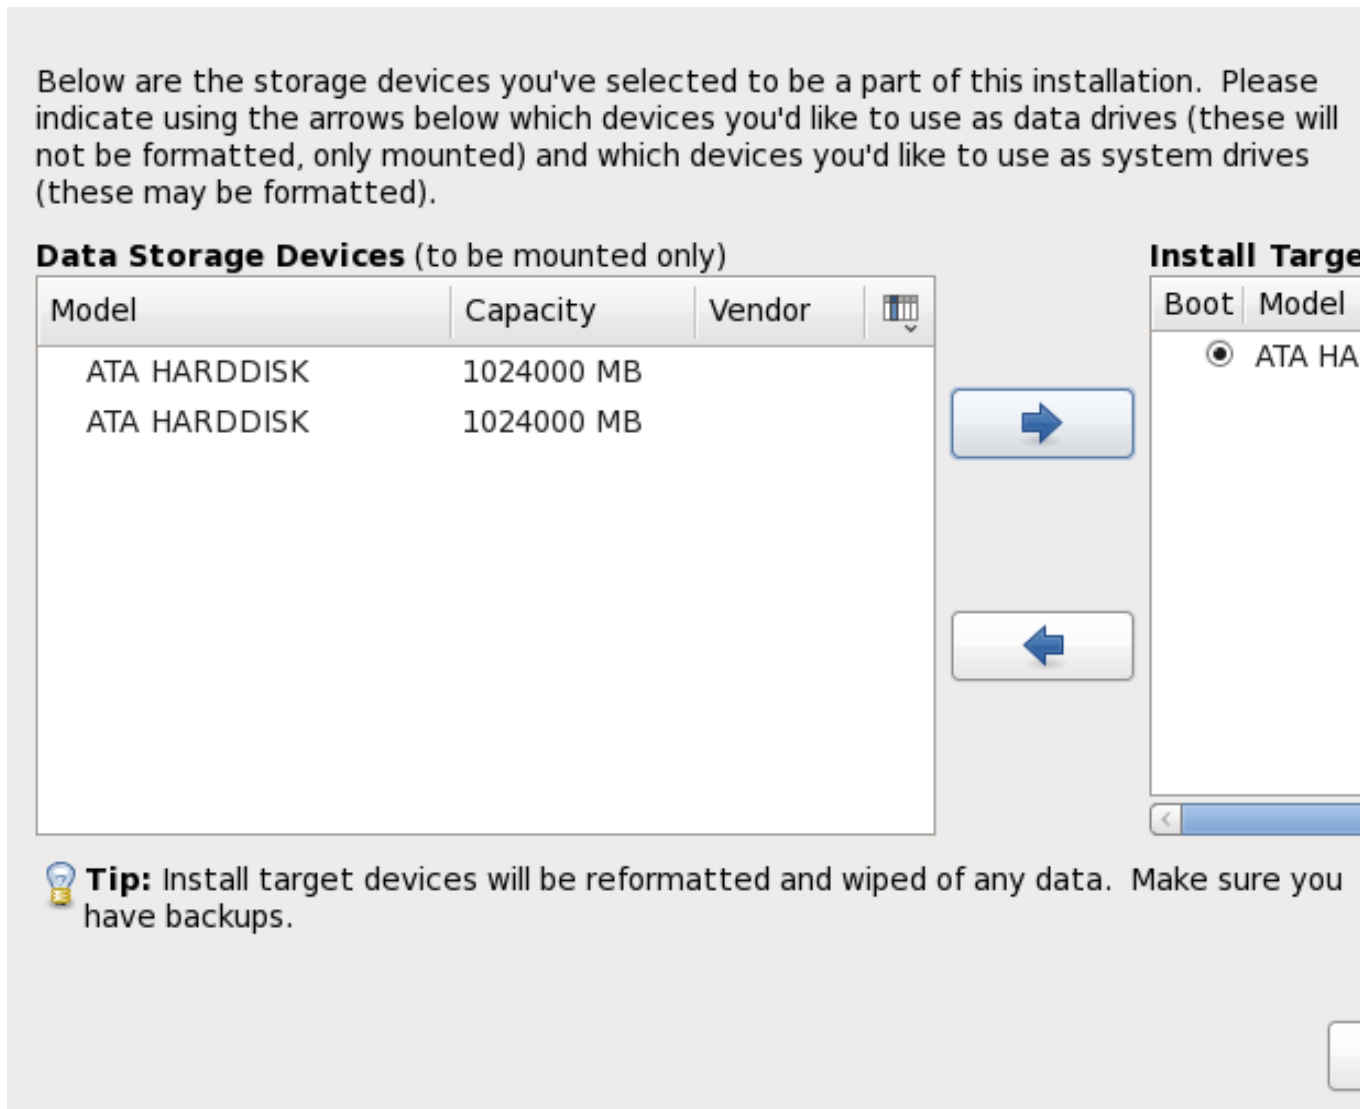 Below are the storage devices you've selected to be a part of this installation.  Please
indicate using the arrows below which devices you'd like to use as data drives (these will
not be formatted, only mounted) and which devices you'd like to use as system drives
(these may be formatted).
Data Storage Devices (to be mounted only)
Install Targe
Model Capacity Vendor
Boot Model
ATA HARDDISK 1024000 MB
ATA HA
ATA HARDDISK 1024000 MB
Tip: Install target devices will be reformatted and wiped of any data.  Make sure you
have backups.